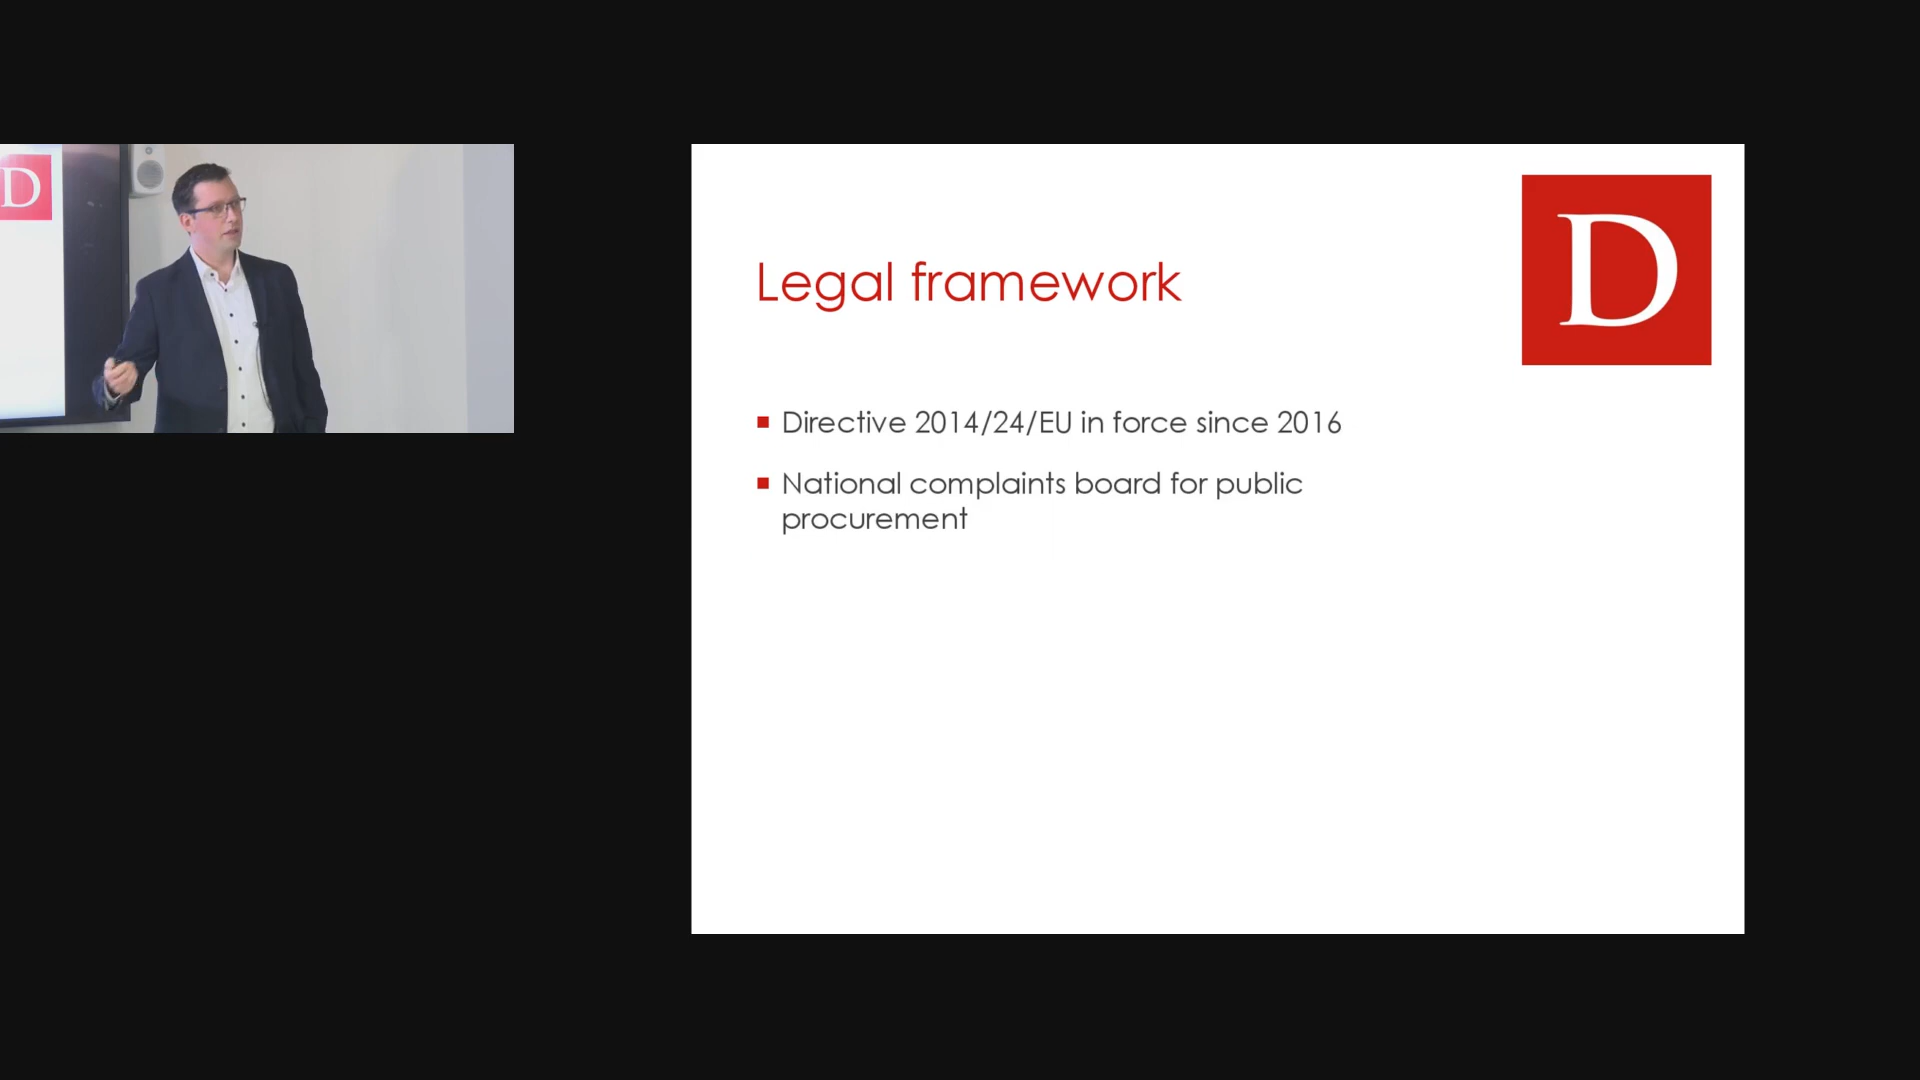 D
D
Legal framework
Directive 2014/24/EU in force since 2016
National complaints board for public
procurement